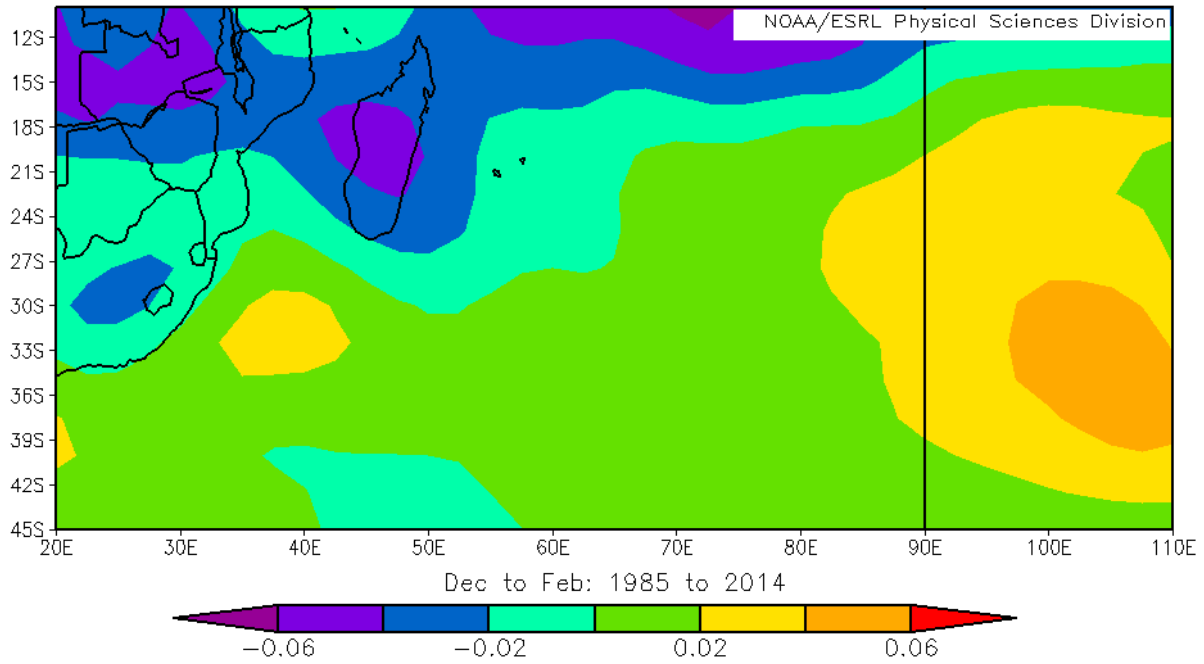 NOAA/ESRL Physical Sciences Division
12S
15S
18S
21S
24S
27S
30S
33S
36S
39S
42S
45S
20E 30E 40E 50E 60E 70E 80E 90E 100E 110E
Dec to Feb: 1985 to 2014
−0.06 −0.02 0.02 0.06